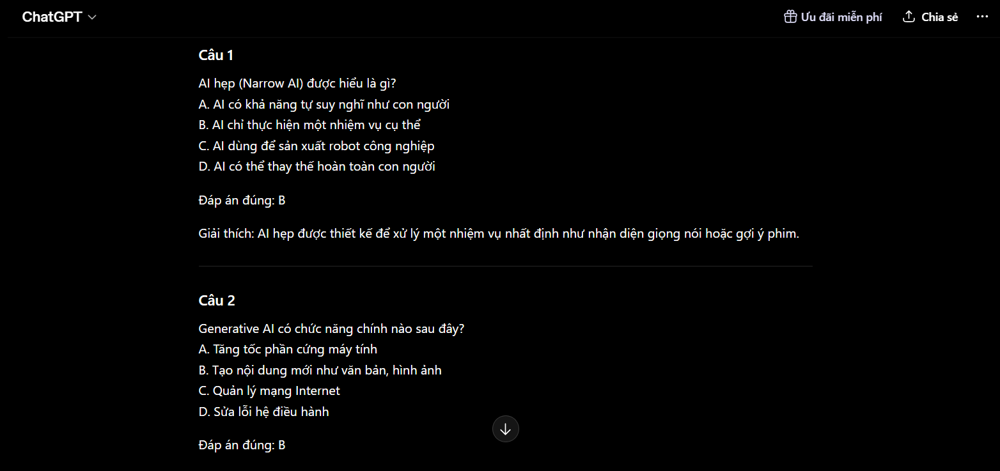 ChatGPT
Ưu đãi miễn phí
Chia sẻ
Câu 1
AI hẹp (Narrow AI) được hiểu là gì?
A. AI có khả năng tự suy nghĩ như con người
B. AI chỉ thực hiện một nhiệm vụ cụ thể
C. AI dùng để sản xuất robot công nghiệp
D. AI có thể thay thế hoàn toàn con người
Đáp án đúng: B
Giải thích: AI hẹp được thiết kế để xử lý một nhiệm vụ nhất định như nhận diện giọng nói hoặc gợi ý phim.
Câu 2
Generative AI có chức năng chính nào sau đây?
A. Tăng tốc phần cứng máy tính
B. Tạo nội dung mới như văn bản, hình ảnh
C. Quản lý mạng Internet
D. Sửa lỗi hệ điều hành
Đáp án đúng: B